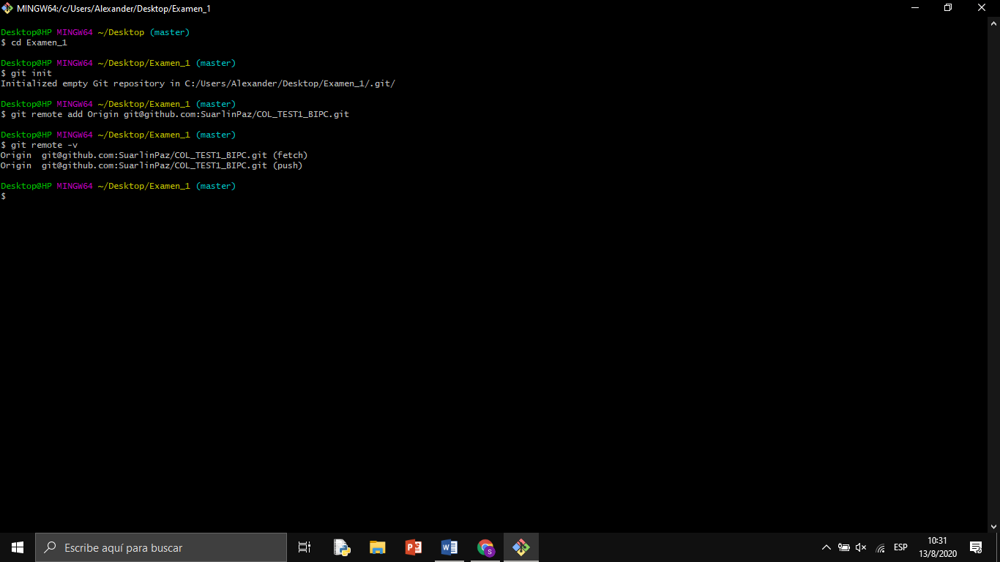 MINGW64:/c/Users/Alexander/Desktop/Examen_1
Desktop@HP MINGW64 ~/Desktop (master)
$ cd Examen_1
Desktop@HP MINGW64 ~/Desktop/Examen_1 (master)
$ git init
Initialized empty Git repository in C:/Users/Alexander/Desktop/Examen_1/.git/
Desktop@HP MINGW64 ~/Desktop/Examen_1 (master)
$ git remote add Origin git@github.com:SuarlinPaz/COL_TEST1_BIPC.git
Desktop@HP MINGW64 ~/Desktop/Examen_1 (master)
$ git remote -v
Origin  git@github.com:SuarlinPaz/COL_TEST1_BIPC.git (fetch)
Origin  git@github.com:SuarlinPaz/COL_TEST1_BIPC.git (push)
Desktop@HP MINGW64 ~/Desktop/Examen_1 (master)
$
Escribe aquí para buscar
ESP
10:31
13/8/2020